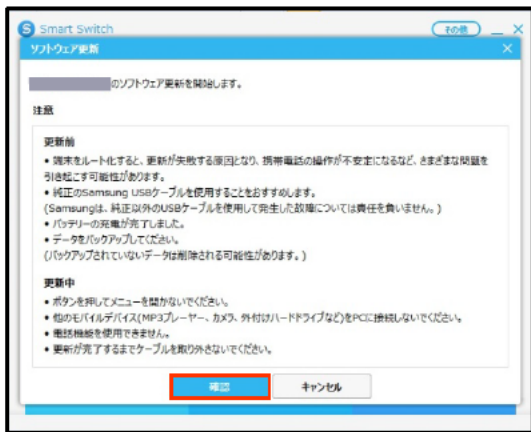 Smart Switch
その他
ソフトウェア更新
のソフトウェア更新を開始します。
注意
更新前
• 端末をルート化すると、更新が失敗する原因となり、携帯電話の操作が不安定になるなど、さまざまな問題を
引き起こす可能性があります。
• 純正のSamsung USBケーブルを使用することをおすすめします。
(Samsungは、純正以外のUSBケーブルを使用して発生した故障については責任を負いません。)
• バッテリーの充電が完了しました。
• データをバックアップしてください。
(バックアップされていないデータは削除される可能性があります。)
更新中
• ボタンを押してメニューを開かないでください。
• 他のモバイルデバイス(MP3プレーヤー、カメラ、外付けハードドライブなど)をPCに接続しないでください。
• 電話機能を使用できません。
• 更新が完了するまでケーブルを取り外さないでください。
確認
キャンセル